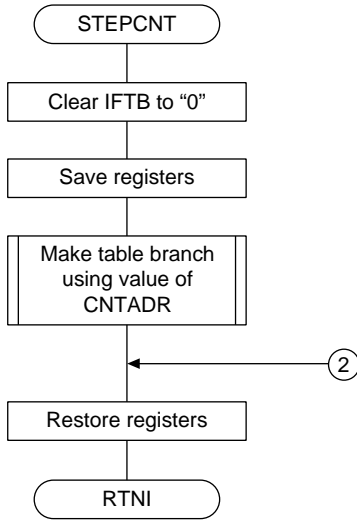 STEPCNT
Clear IFTB to “0”
Save registers
Make table branch
using value of
CNTADR
2
Restore registers
RTNI